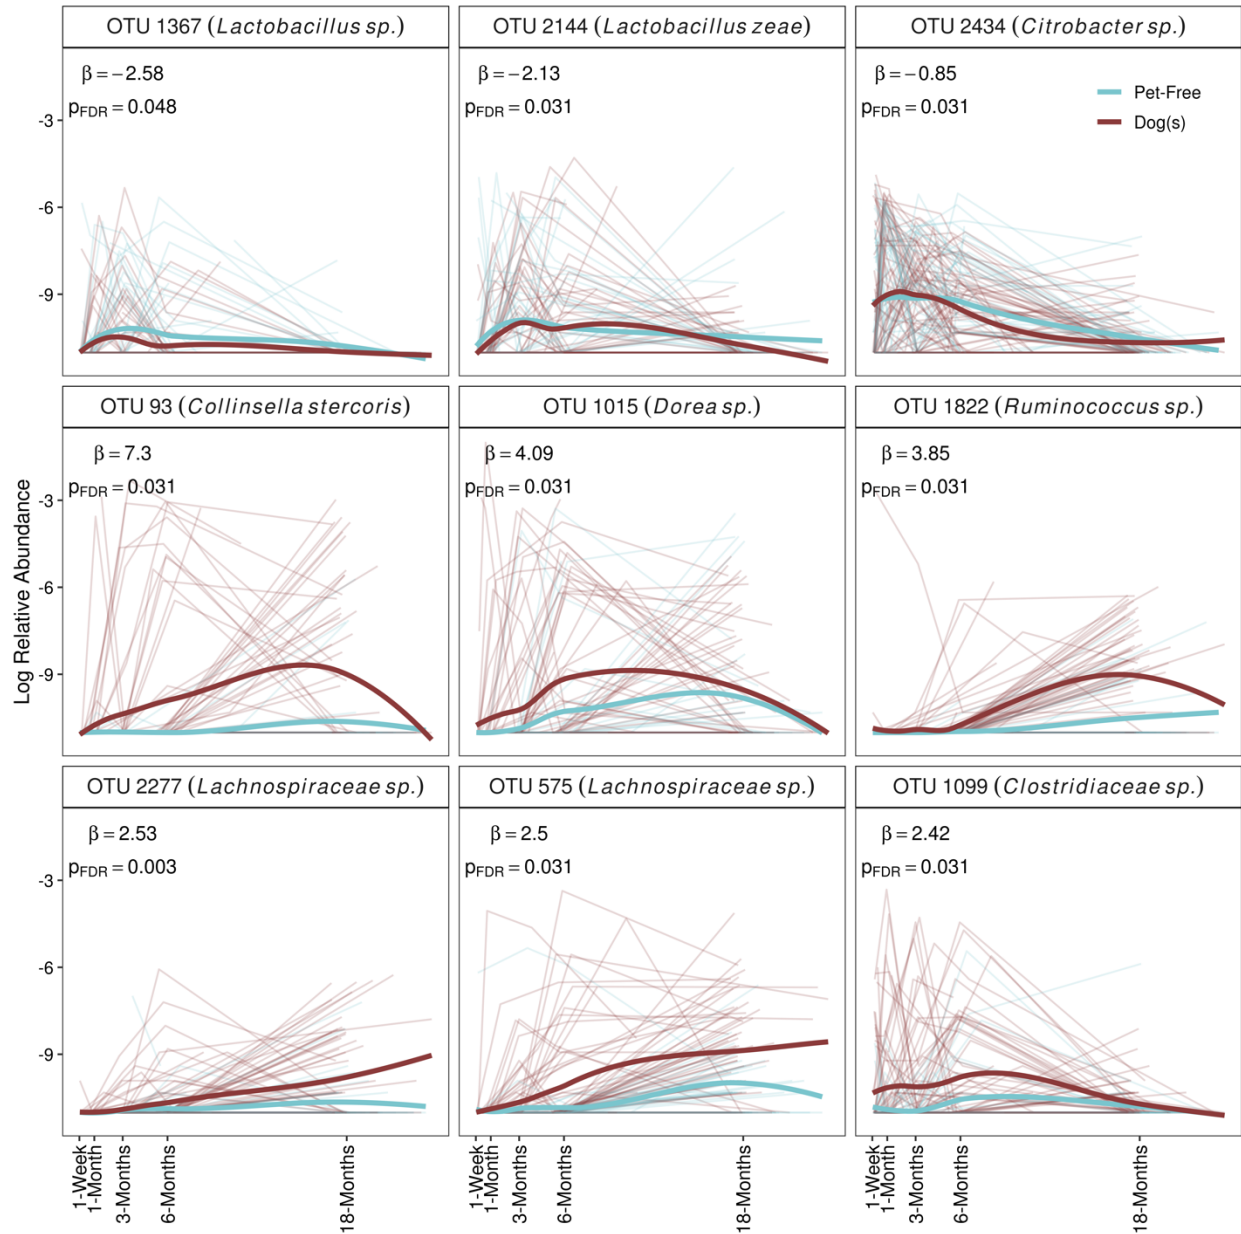 OTU 1367 (Lactobacillus sp.)
β = −2.58
pFDR = 0.048
OTU 2144 (Lactobacillus zeae)
β = −2.13
pFDR = 0.031
OTU 2434 (Citrobacter sp.)
β = −0.85
pFDR = 0.031
Pet-Free
Dog(s)
-3
-6
-9
OTU 93 (Collinsella stercoris)
β = 7.3
pFDR = 0.031
OTU 1015 (Dorea sp.)
β = 4.09
pFDR = 0.031
OTU 1822 (Ruminococcus sp.)
β = 3.85
pFDR = 0.031
Log Relative Abundance
-3
-6
-9
OTU 2277 (Lachnospiraceae sp.)
β = 2.53
pFDR = 0.003
OTU 575 (Lachnospiraceae sp.)
β = 2.5
pFDR = 0.031
OTU 1099 (Clostridiaceae sp.)
β = 2.42
pFDR = 0.031
-3
-6
-9
1-Week
1-Month
3-Months
6-Months
18-Months
1-Week
1-Month
3-Months
6-Months
18-Months
1-Week
1-Month
3-Months
6-Months
18-Months